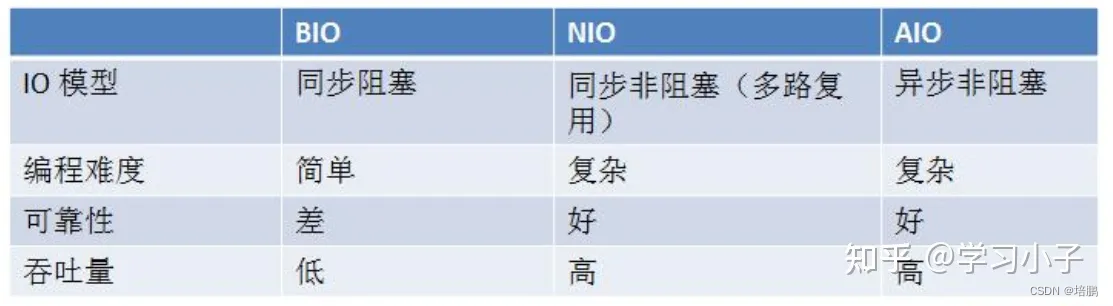 BIO NIO AIO
IO 模型 同步阻塞 同步非阻塞（多路复用） 异步非阻塞
编程难度 简单 复杂 复杂
可靠性 差 好 好
吞吐量 低 高 高
知乎 @学习小子
CSDN @培鹏